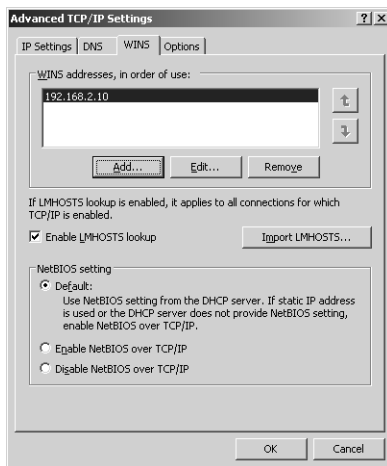 Advanced TCP/IP Settings
IP Settings DNS WINS Options
WINS addresses, in order of use:
192.168.2.10
Add... Edit... Remove
If LMHOSTS lookup is enabled, it applies to all connections for which
TCP/IP is enabled.
Enable LMHOSTS lookup Import LMHOSTS...
NetBIOS setting
Default:
Use NetBIOS setting from the DHCP server. If static IP address
is used or the DHCP server does not provide NetBIOS setting,
enable NetBIOS over TCP/IP.
Enable NetBIOS over TCP/IP
Disable NetBIOS over TCP/IP
OK Cancel